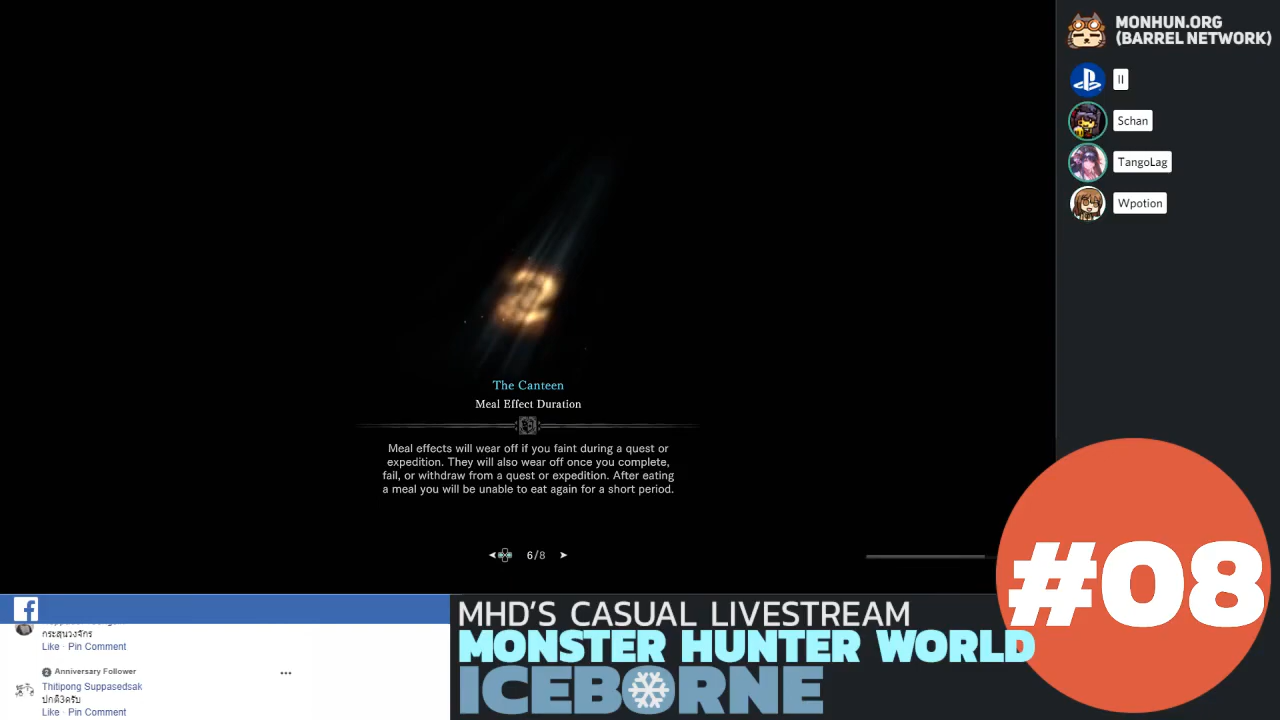 MONHUN.ORG
(BARREL NETWORK)
II
Schan
TangoLag
Wpotion
The Canteen
Meal Effect Duration
Meal effects will wear off if you faint during a quest or
expedition. They will also wear off once you complete,
fail, or withdraw from a quest or expedition. After eating
a meal you will be unable to eat again for a short period.
6/8
#08
MHD'S CASUAL LIVESTREAM
MONSTER HUNTER WORLD
ICEBORNE
กระสุนวงจักร
Like · Pin Comment
2 Anniversary Follower
Thitipong Suppasedsak
ปกติ3ครับ
Like · Pin Comment